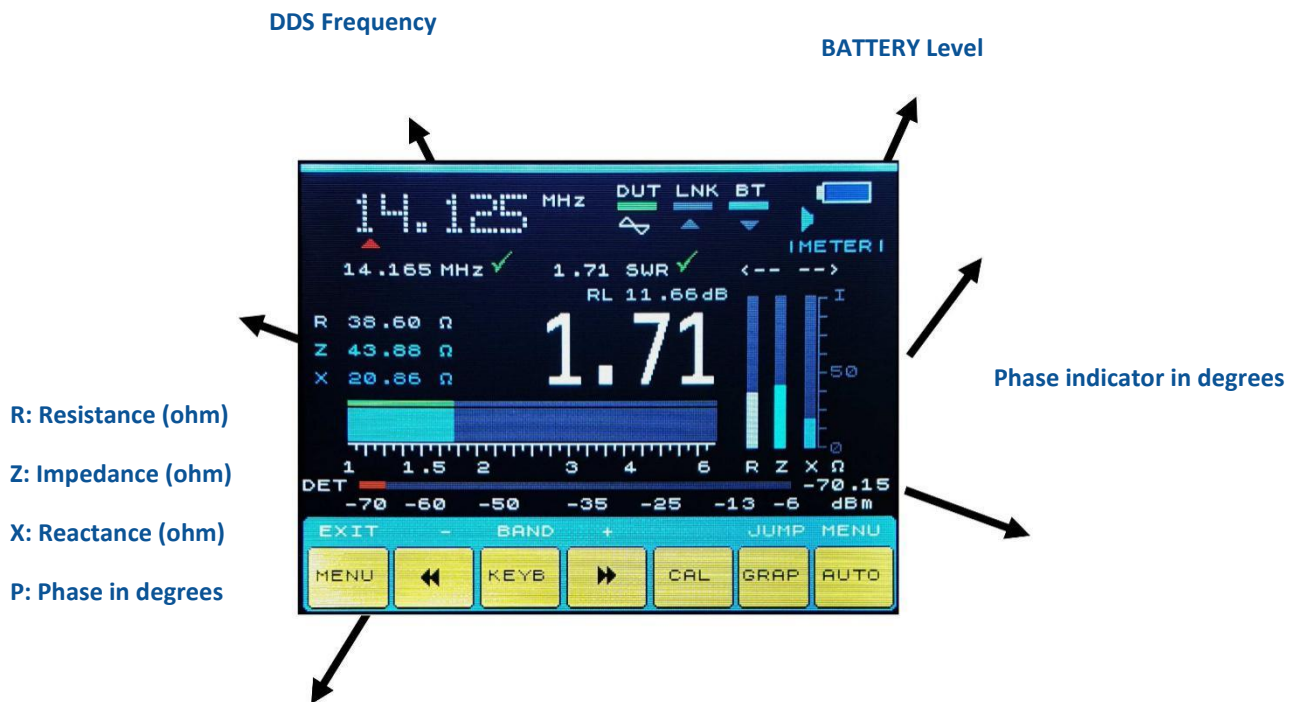 DDS Frequency
BATTERY Level
14.125 MHz DUT LNK BT
|METER|
14.165 MHz 1.71 SWR <-- -->
RL 11.66dB I
R 38.60 Ω
1.71
Z 43.88 Ω
X 20.86 Ω
50
Phase indicator in degrees
R: Resistance (ohm)
Z: Impedance (ohm)
X: Reactance (ohm)
P: Phase in degrees
0
1 1.5 2 3 4 6 R Z X Ω
DET -70.15
-70 -60 -50 -35 -25 -13 -6 dBm
EXIT - BAND + JUMP MENU
MENU KEYB CAL GRAP AUTO